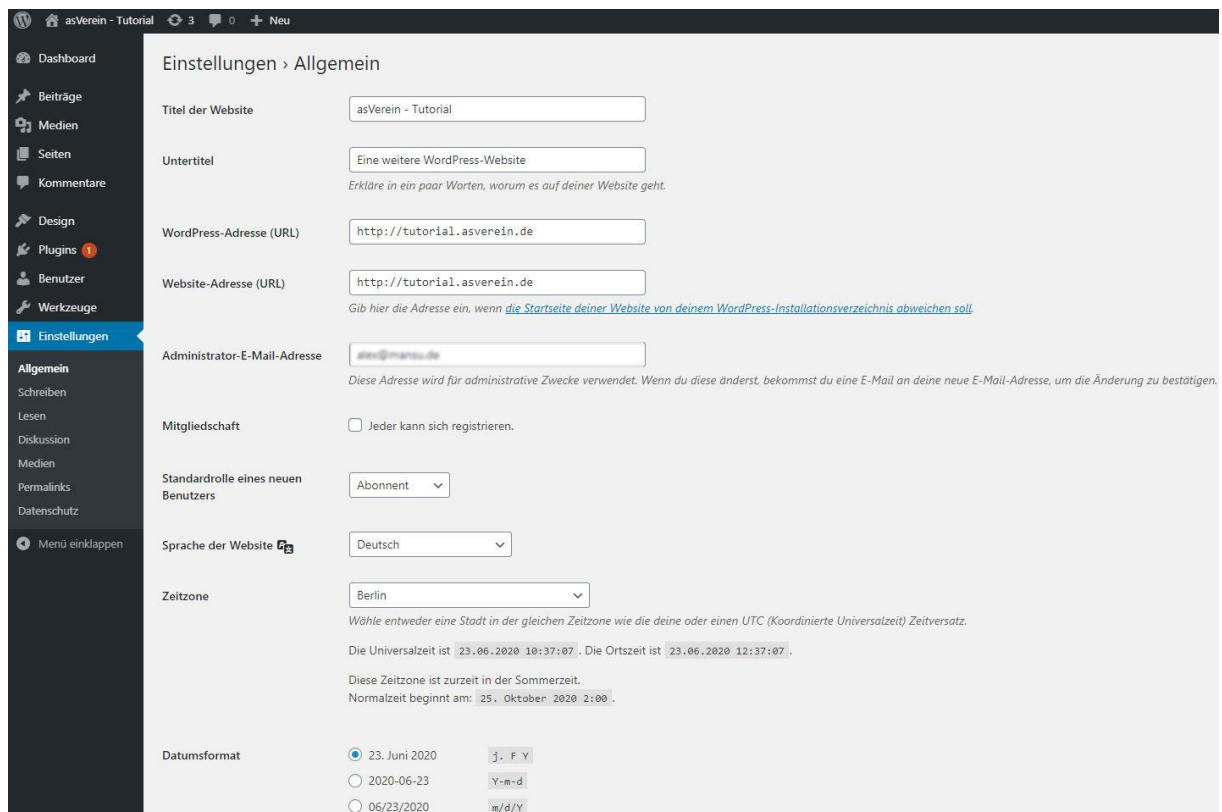 asVerein - Tutorial 3 0 + Neu
Dashboard
Beiträge
Medien
Seiten
Kommentare
Design
Plugins 1
Benutzer
Werkzeuge
Einstellungen
Allgemein
Schreiben
Lesen
Diskussion
Medien
Permalinks
Datenschutz
Menü einklappen
Einstellungen › Allgemein
Titel der Website asVerein - Tutorial
Untertitel Eine weitere WordPress-Website
Erkläre in ein paar Worten, worum es auf deiner Website geht.
WordPress-Adresse (URL) http://tutorial.asverein.de
Website-Adresse (URL) http://tutorial.asverein.de
Gib hier die Adresse ein, wenn die Startseite deiner Website von deinem WordPress-Installationsverzeichnis abweichen soll.
Administrator-E-Mail-Adresse
Diese Adresse wird für administrative Zwecke verwendet. Wenn du diese änderst, bekommst du eine E-Mail an deine neue E-Mail-Adresse, um die Änderung zu bestätigen.
Mitgliedschaft Jeder kann sich registrieren.
Standardrolle eines neuen
Benutzers Abonnent
Sprache der Website Deutsch
Zeitzone Berlin
Wähle entweder eine Stadt in der gleichen Zeitzone wie die deine oder einen UTC (Koordinierte Universalzeit) Zeitversatz.
Die Universalzeit ist 23.06.2020 10:37:07 . Die Ortszeit ist 23.06.2020 12:37:07 .
Diese Zeitzone ist zurzeit in der Sommerzeit.
Normalzeit beginnt am: 25. Oktober 2020 2:00 .
Datumsformat 23. Juni 2020 j. F Y
2020-06-23 Y-m-d
06/23/2020 m/d/Y